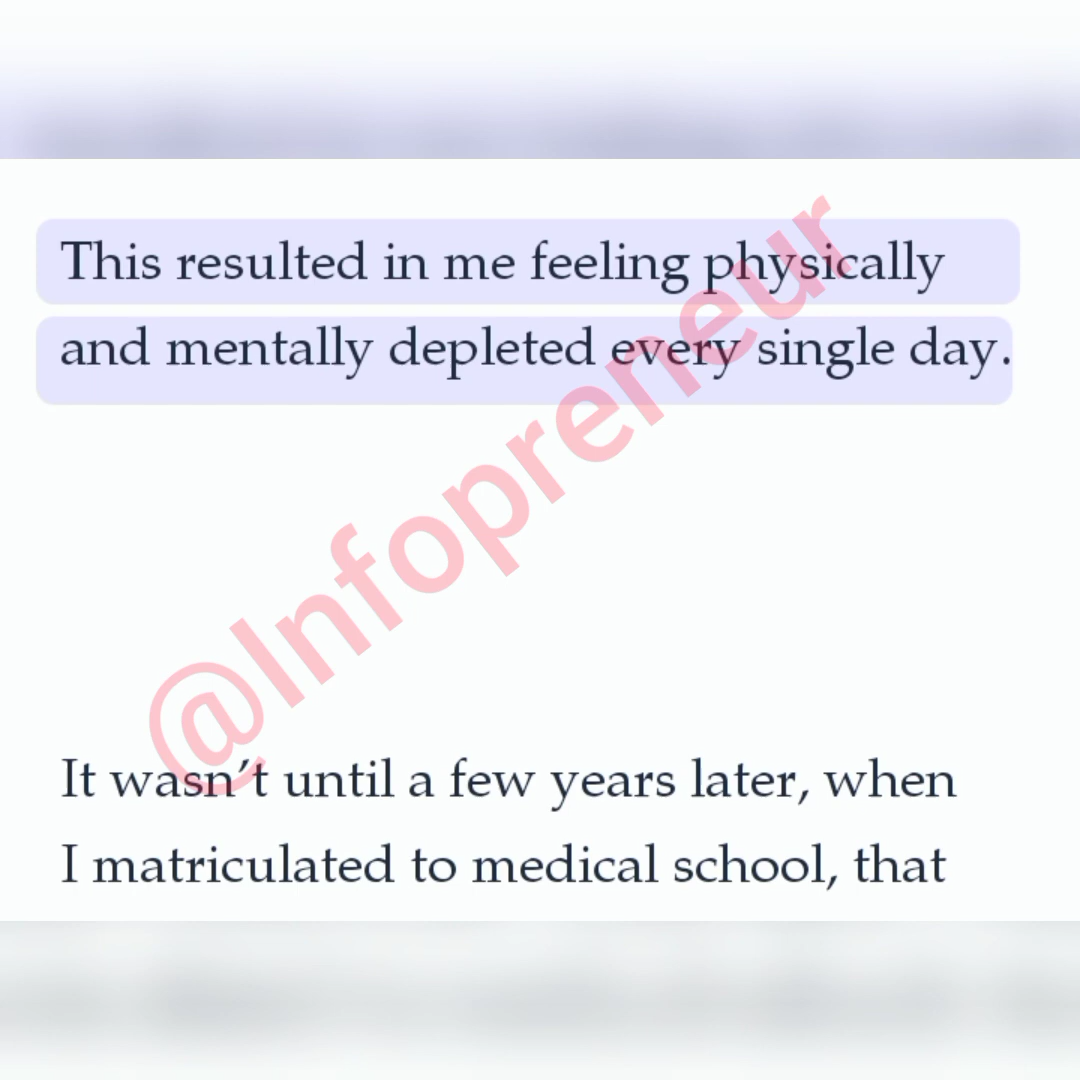 This resulted in me feeling physically
and mentally depleted every single day.
@Infopreneur
It wasn′t until a few years later, when
I matriculated to medical school, that